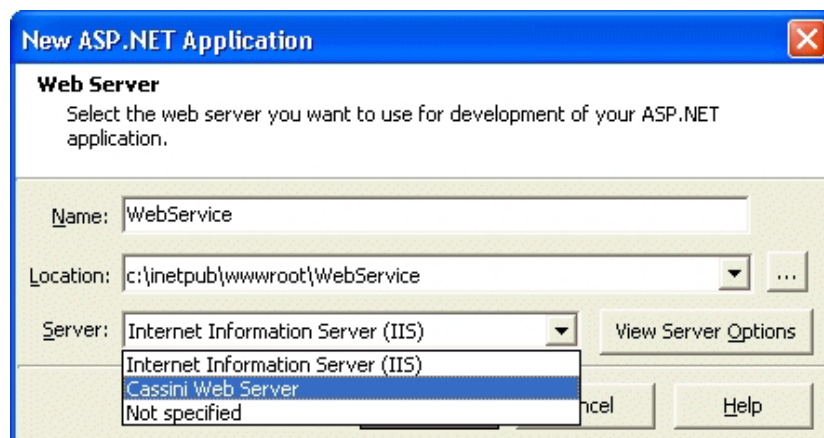 New ASP.NET Application
Web Server
Select the web server you want to use for development of your ASP.NET
application.
Name: WebService
Location: c:\inetpub\wwwroot\WebService ...
Server: Internet Information Server (IIS) View Server Options
Internet Information Server (IIS)
Cassini Web Server
Not specified
Help